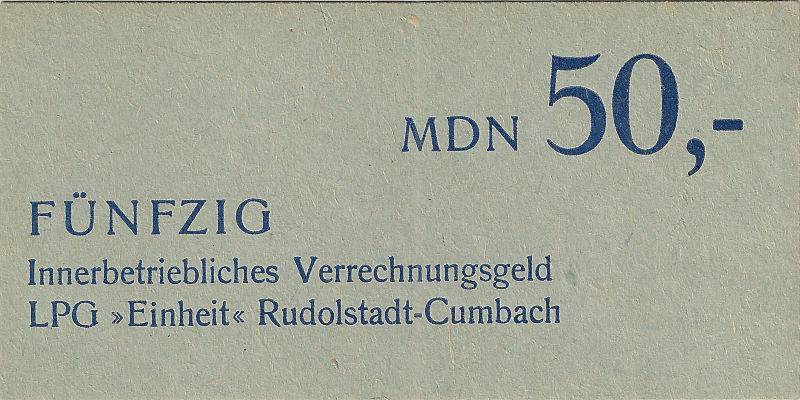 MDN 50,-
FÜNFZIG
Innerbetriebliches Verrechnungsgeld
LPG »Einheit« Rudolstadt-Cumbach